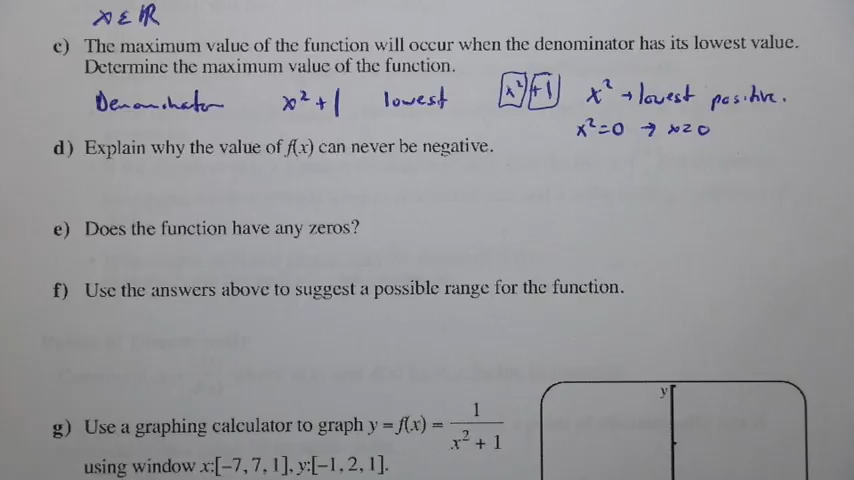 x ε ℝ
c) The maximum value of the function will occur when the denominator has its lowest value.
Determine the maximum value of the function.
Denominator x² + 1 lowest x² +1 x² → lowest positive.
x²=0 → x=0
d) Explain why the value of f(x) can never be negative.
e) Does the function have any zeros?
f) Use the answers above to suggest a possible range for the function.
g) Use a graphing calculator to graph y = f(x) = 1/(x² + 1)
using window x:[−7, 7, 1], y:[−1, 2, 1].
y